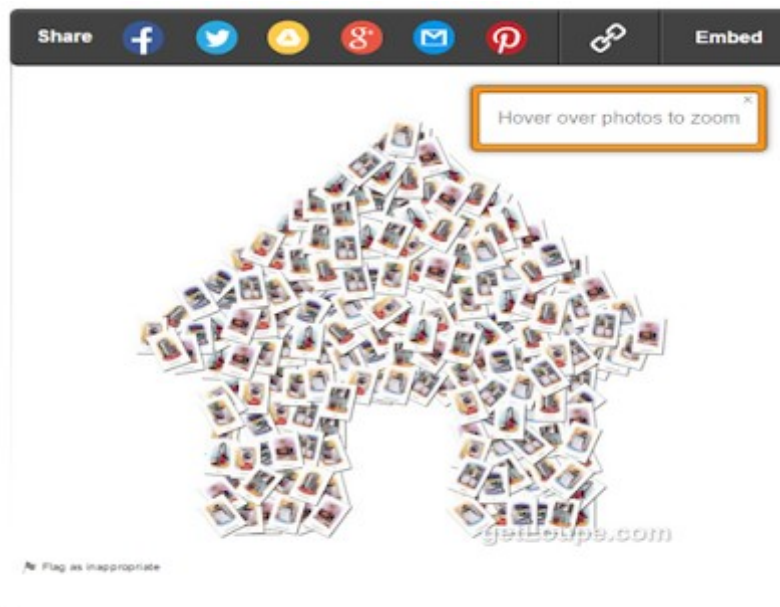 Share
Embed
Hover over photos to zoom
getLoupe.com
Flag as inappropriate